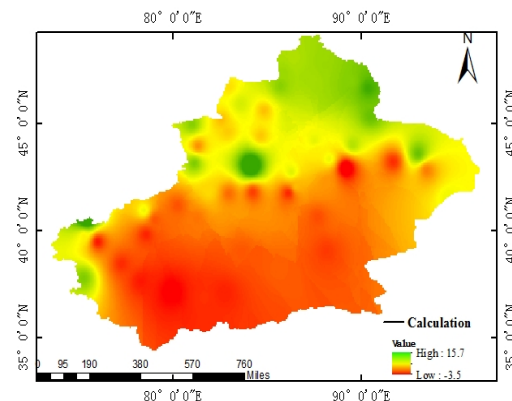 80° 0'0"E 90° 0'0"E
N
45° 0'0"N 45° 0'0"N
40° 0'0"N 40° 0'0"N
35° 0'0"N 35° 0'0"N
Calculation
Value
High : 15.7
Low : -3.5
0 95 190 380 570 760
Miles
80° 0'0"E 90° 0'0"E